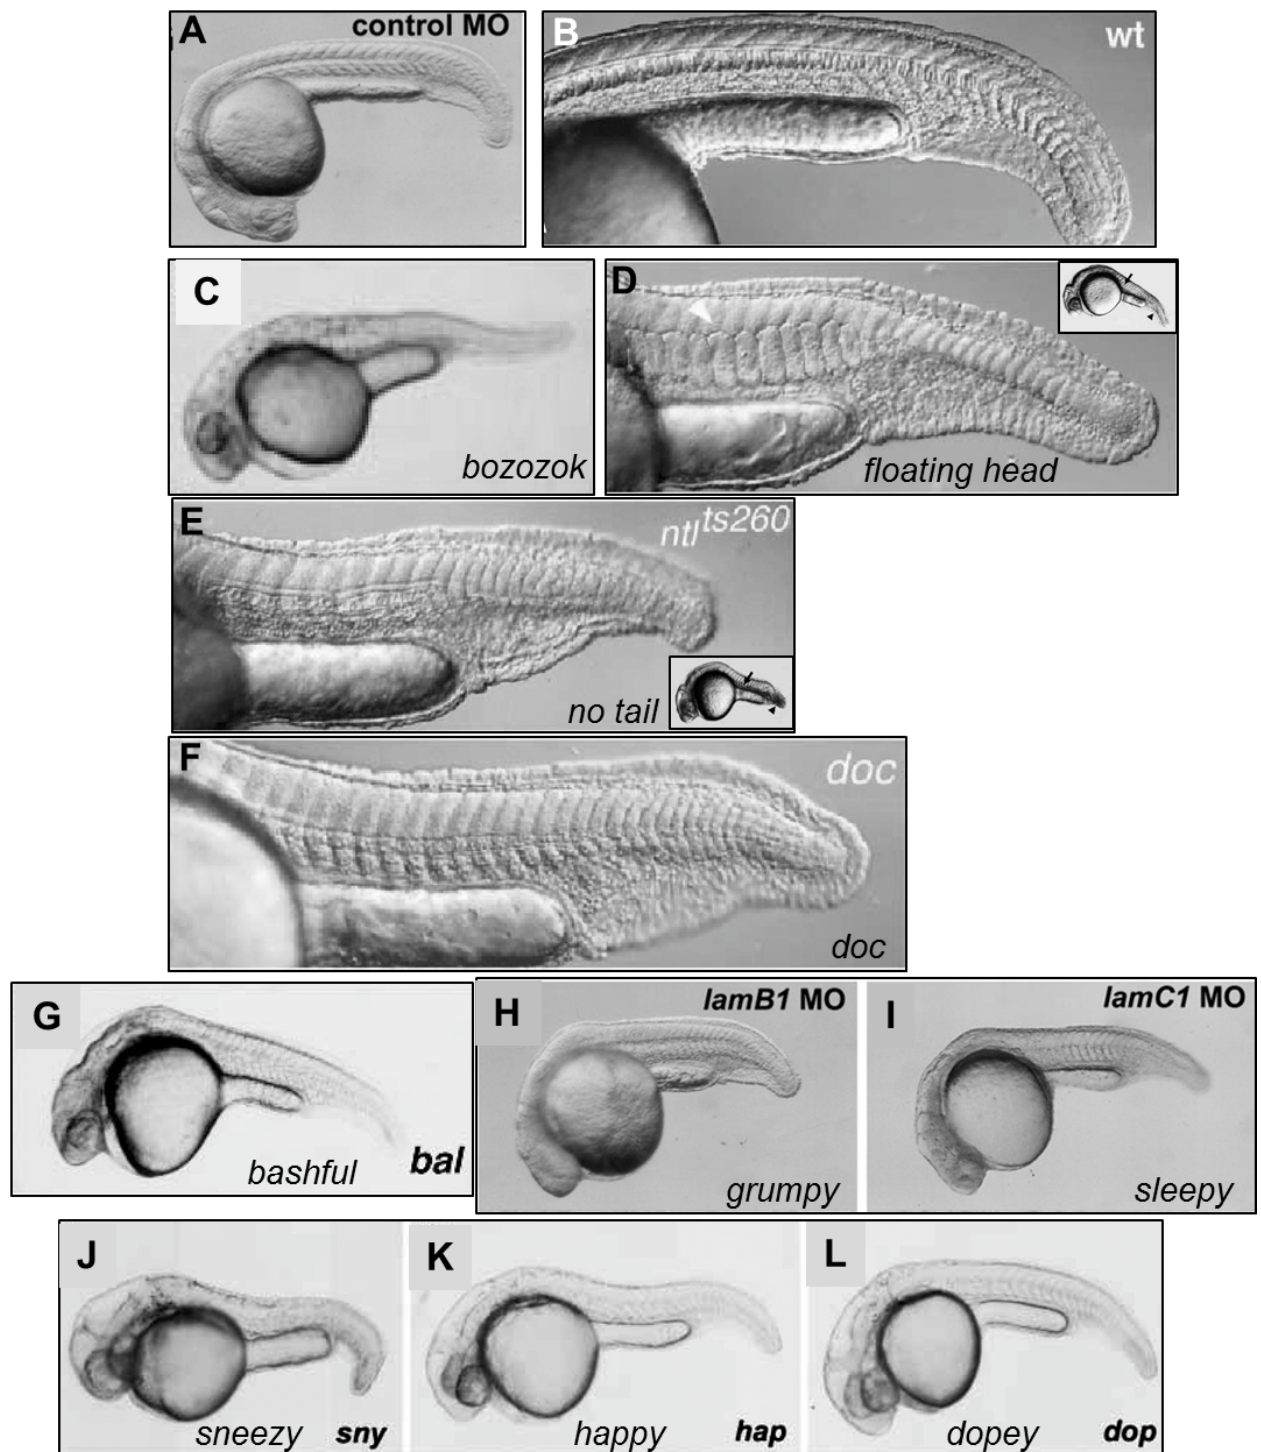 A control MO
B wt
C
bozozok
D
floating head
E ntl^ts260
no tail
F doc
doc
G
bashful bal
H lamB1 MO
grumpy
I lamC1 MO
sleepy
J
sneezy sny
K
happy hap
L
dopey dop